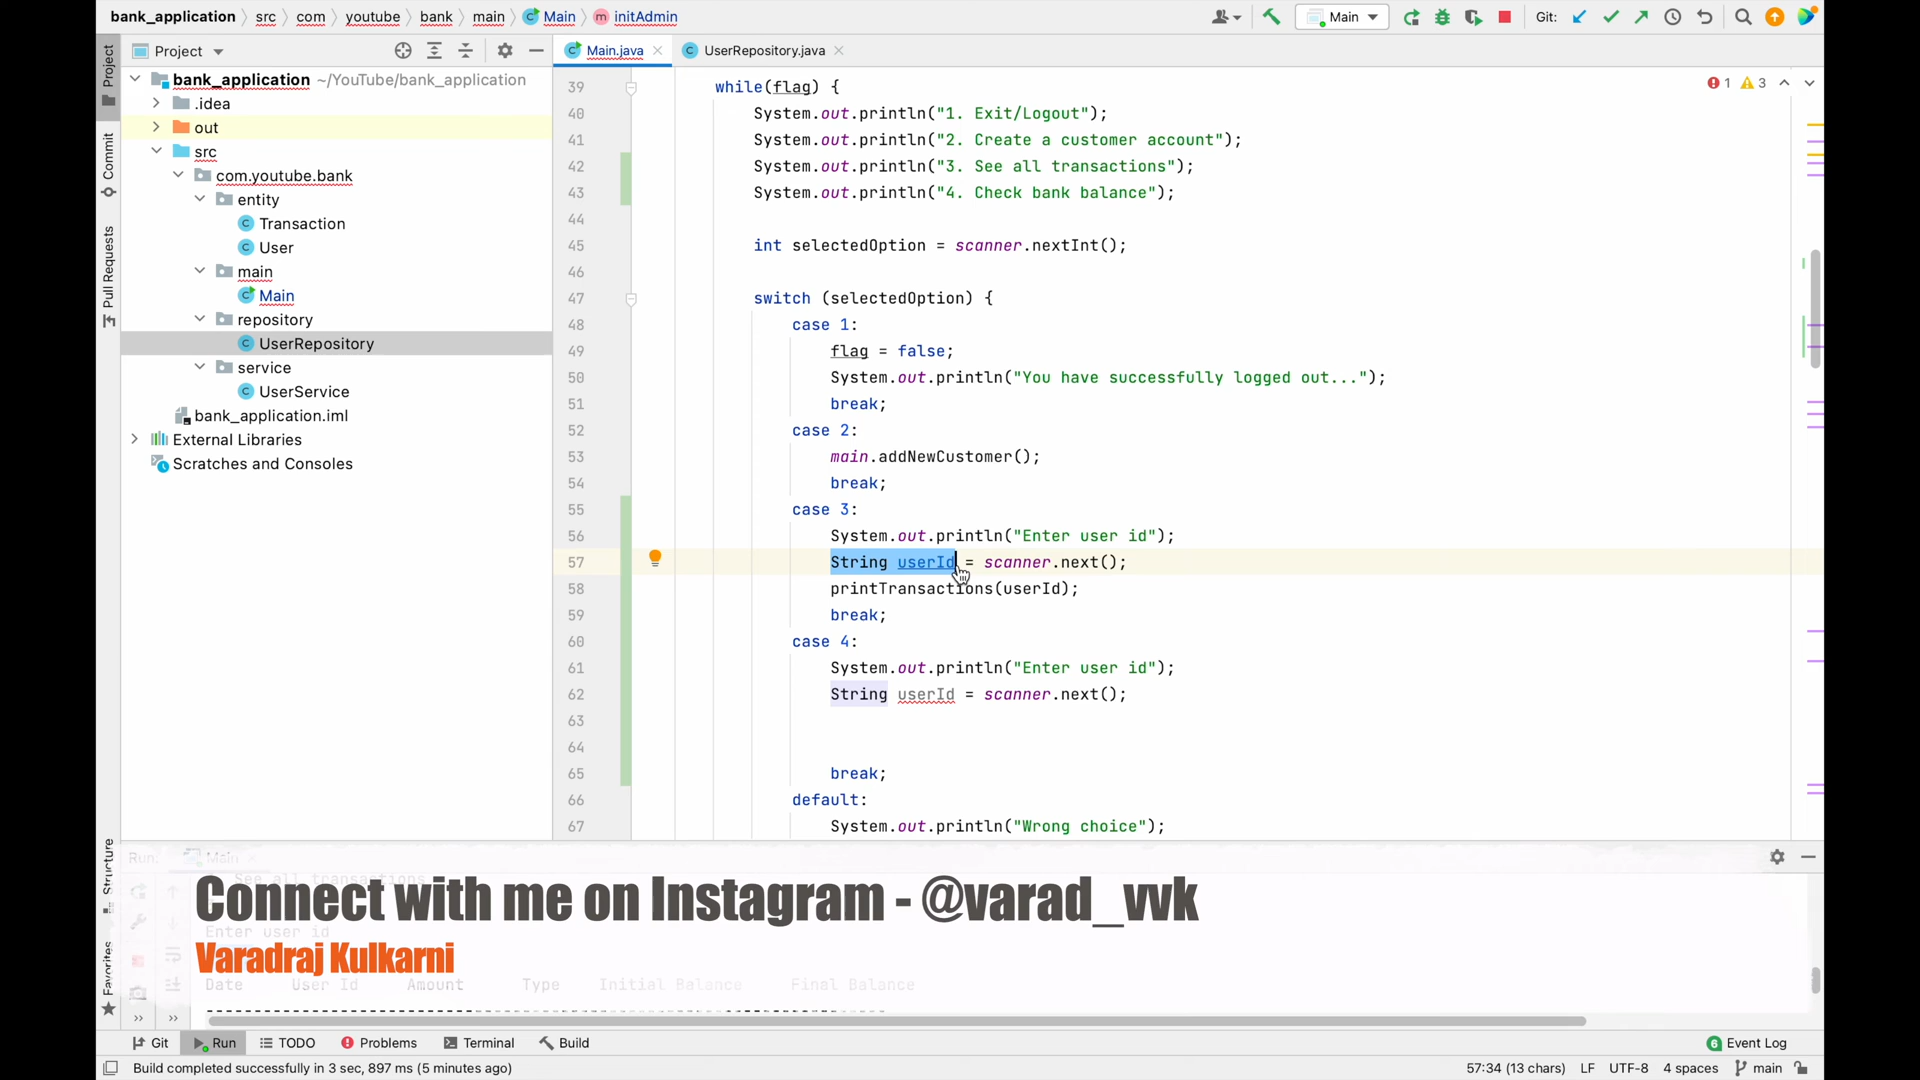 bank_application src com youtube bank main Main initAdmin Main Git:
Project
Main.java UserRepository.java
Project
Commit
Pull Requests
Structure
Favorites
bank_application ~/YouTube/bank_application
.idea
out
src
com.youtube.bank
entity
Transaction
User
main
Main
repository
UserRepository
service
UserService
bank_application.iml
External Libraries
Scratches and Consoles
1 3
39 while(flag) {
40 System.out.println("1. Exit/Logout");
41 System.out.println("2. Create a customer account");
42 System.out.println("3. See all transactions");
43 System.out.println("4. Check bank balance");
44
45 int selectedOption = scanner.nextInt();
46
47 switch (selectedOption) {
48 case 1:
49 flag = false;
50 System.out.println("You have successfully logged out...");
51 break;
52 case 2:
53 main.addNewCustomer();
54 break;
55 case 3:
56 System.out.println("Enter user id");
57 String userId = scanner.next();
58 printTransactions(userId);
59 break;
60 case 4:
61 System.out.println("Enter user id");
62 String userId = scanner.next();
63
64
65 break;
66 default:
67 System.out.println("Wrong choice");
Run: Main
See all transactions
Connect with me on Instagram - @varad_vvk
Enter user id
Varadraj Kulkarni
Date User Id Amount Type Initial Balance Final Balance
Git Run TODO Problems Terminal Build 6 Event Log
Build completed successfully in 3 sec, 897 ms (5 minutes ago) 57:34 (13 chars) LF UTF-8 4 spaces main